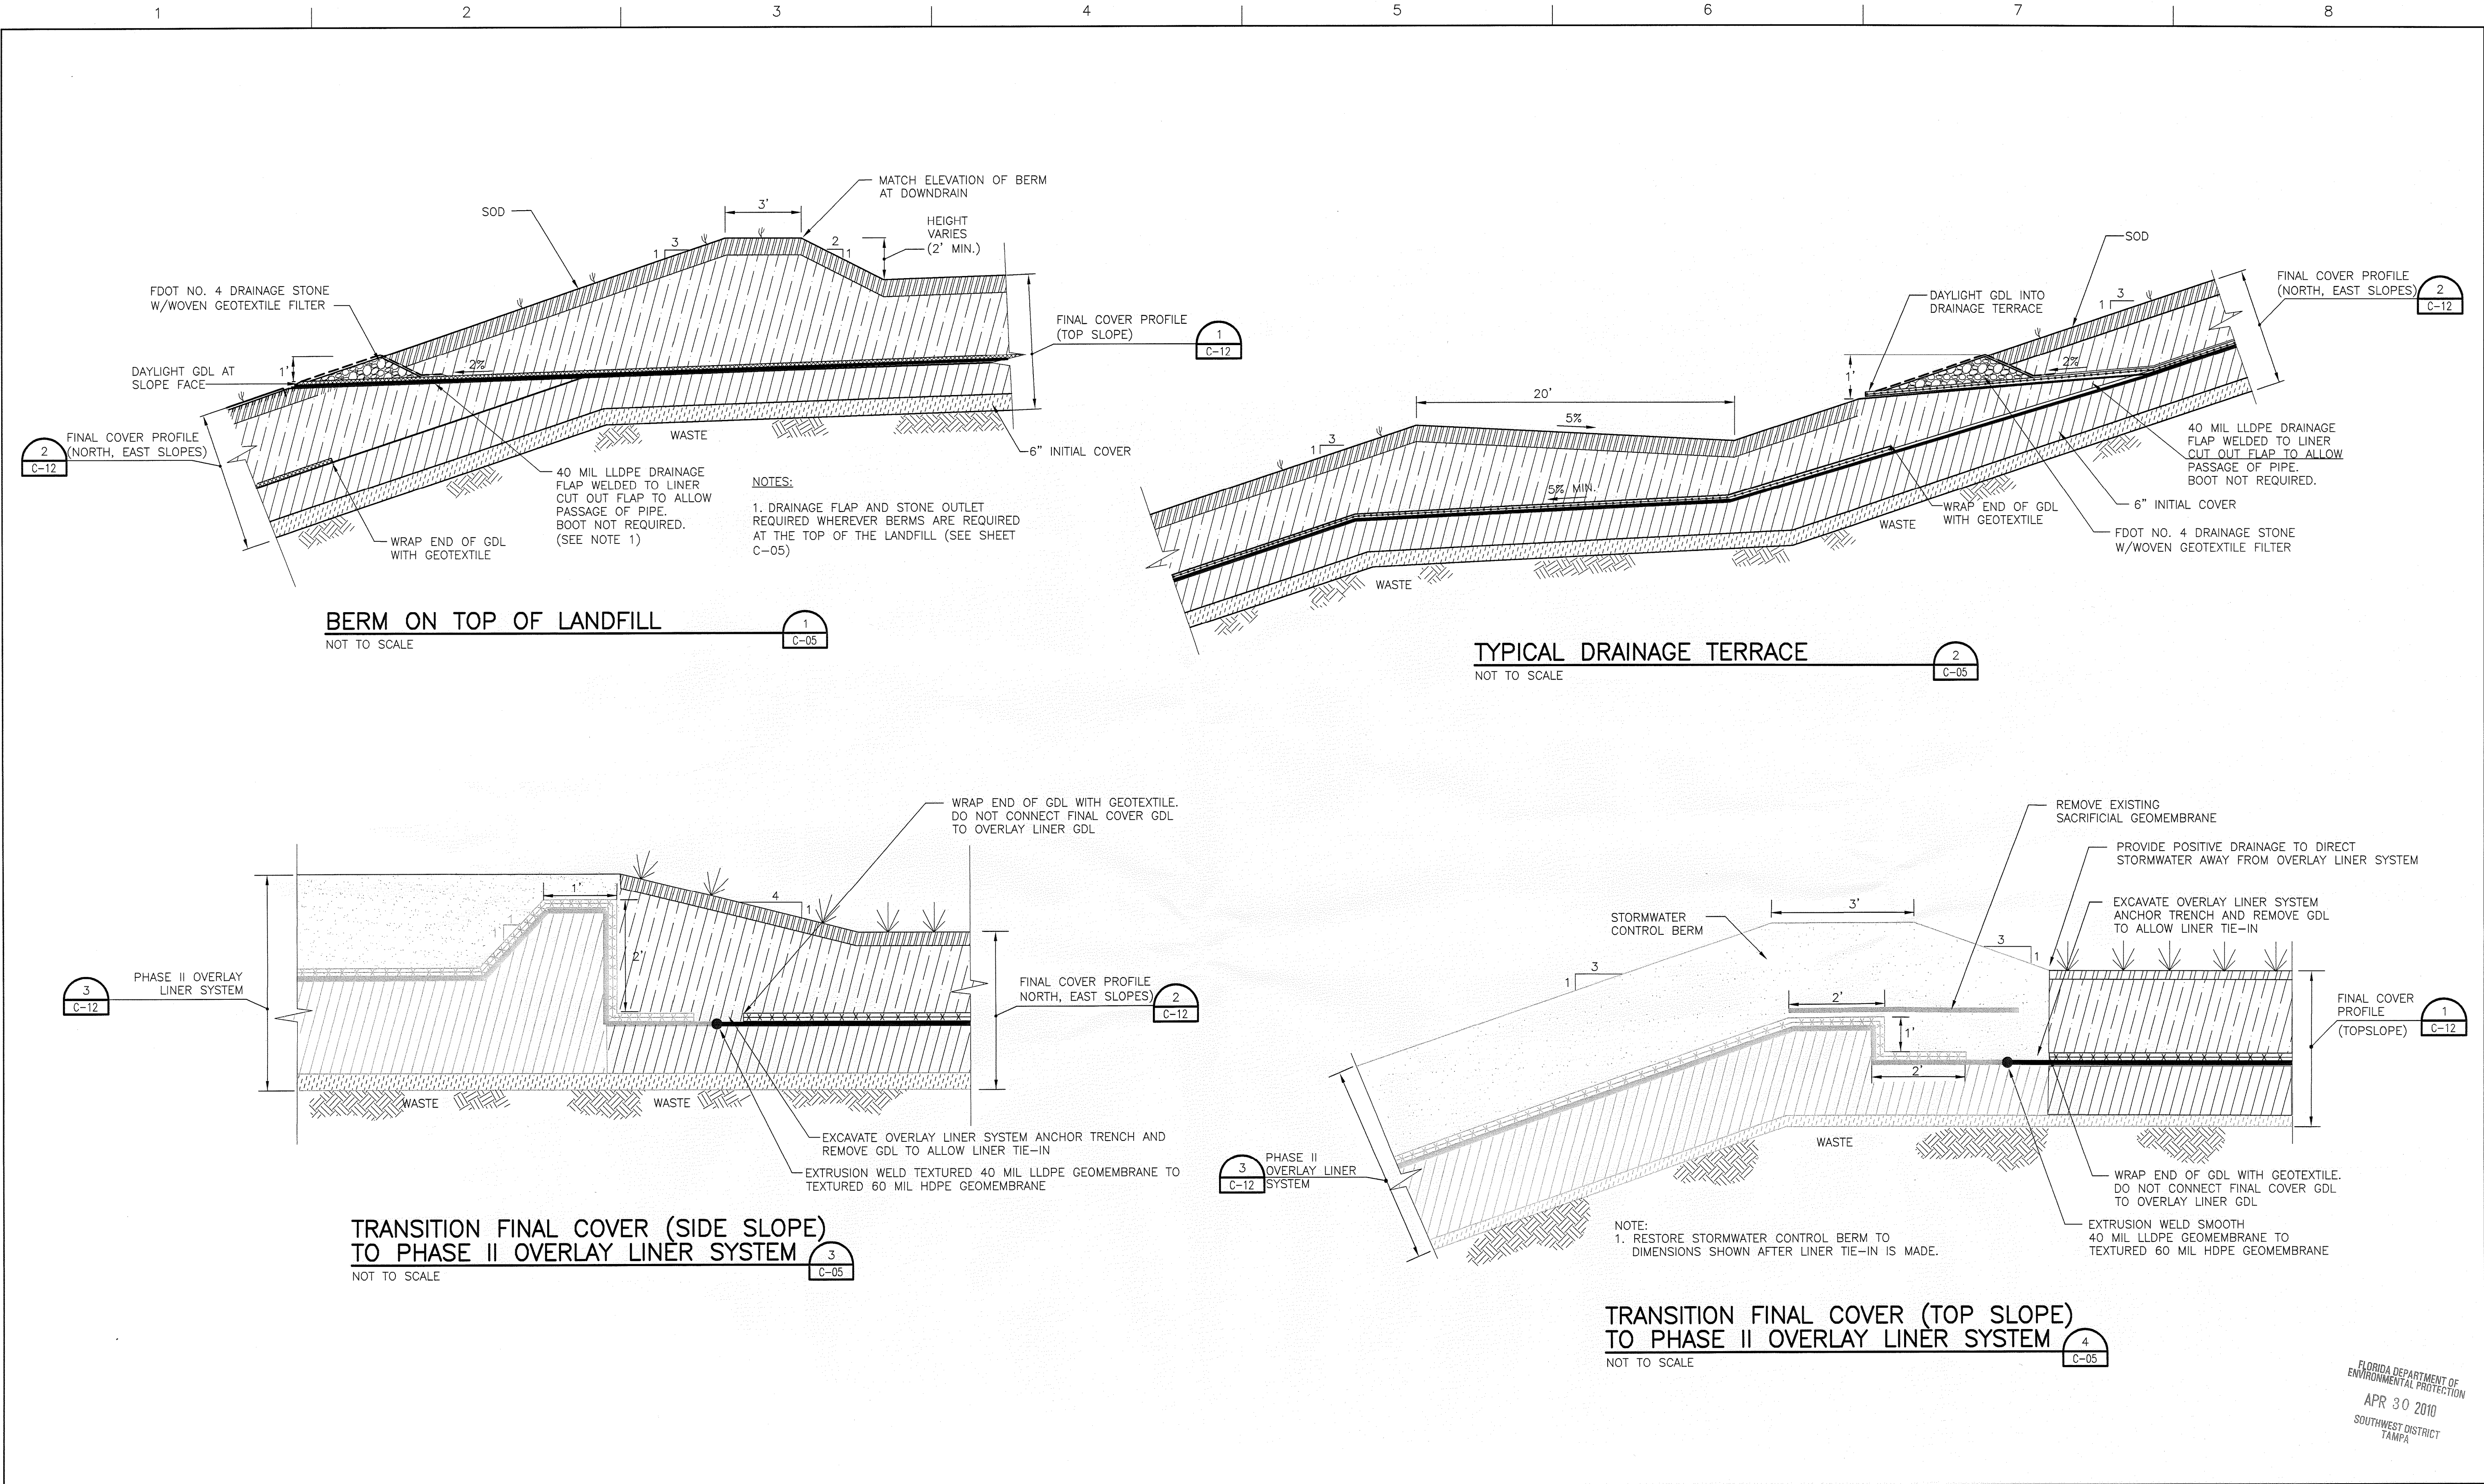 1 2 3 4 5 6 7 8
SOD
3'
MATCH ELEVATION OF BERM
AT DOWNDRAIN
HEIGHT
VARIES
(2' MIN.)
3
1
2
1
FDOT NO. 4 DRAINAGE STONE
W/WOVEN GEOTEXTILE FILTER
DAYLIGHT GDL AT
SLOPE FACE
1'
2%
FINAL COVER PROFILE
(TOP SLOPE)
1
C-12
2
C-12
FINAL COVER PROFILE
(NORTH, EAST SLOPES)
WASTE
6" INITIAL COVER
40 MIL LLDPE DRAINAGE
FLAP WELDED TO LINER
CUT OUT FLAP TO ALLOW
PASSAGE OF PIPE.
BOOT NOT REQUIRED.
(SEE NOTE 1)
WRAP END OF GDL
WITH GEOTEXTILE
NOTES:
1. DRAINAGE FLAP AND STONE OUTLET
REQUIRED WHEREVER BERMS ARE REQUIRED
AT THE TOP OF THE LANDFILL (SEE SHEET
C-05)
BERM ON TOP OF LANDFILL
1
C-05
NOT TO SCALE
SOD
DAYLIGHT GDL INTO
DRAINAGE TERRACE
3
1
FINAL COVER PROFILE
(NORTH, EAST SLOPES)
2
C-12
1'
2%
20'
5%
3
1
5% MIN.
40 MIL LLDPE DRAINAGE
FLAP WELDED TO LINER
CUT OUT FLAP TO ALLOW
PASSAGE OF PIPE.
BOOT NOT REQUIRED.
6" INITIAL COVER
WRAP END OF GDL
WITH GEOTEXTILE
WASTE
FDOT NO. 4 DRAINAGE STONE
W/WOVEN GEOTEXTILE FILTER
WASTE
TYPICAL DRAINAGE TERRACE
2
C-05
NOT TO SCALE
WRAP END OF GDL WITH GEOTEXTILE.
DO NOT CONNECT FINAL COVER GDL
TO OVERLAY LINER GDL
1'
4
1
1
1
2'
PHASE II OVERLAY
LINER SYSTEM
3
C-12
FINAL COVER PROFILE
NORTH, EAST SLOPES)
2
C-12
WASTE
WASTE
EXCAVATE OVERLAY LINER SYSTEM ANCHOR TRENCH AND
REMOVE GDL TO ALLOW LINER TIE-IN
EXTRUSION WELD TEXTURED 40 MIL LLDPE GEOMEMBRANE TO
TEXTURED 60 MIL HDPE GEOMEMBRANE
TRANSITION FINAL COVER (SIDE SLOPE)
TO PHASE II OVERLAY LINER SYSTEM
3
C-05
NOT TO SCALE
REMOVE EXISTING
SACRIFICIAL GEOMEMBRANE
PROVIDE POSITIVE DRAINAGE TO DIRECT
STORMWATER AWAY FROM OVERLAY LINER SYSTEM
EXCAVATE OVERLAY LINER SYSTEM
ANCHOR TRENCH AND REMOVE GDL
TO ALLOW LINER TIE-IN
STORMWATER
CONTROL BERM
3'
3
1
3
1
2'
1'
2'
FINAL COVER
PROFILE
(TOPSLOPE)
1
C-12
WASTE
3
C-12
PHASE II
OVERLAY LINER
SYSTEM
WRAP END OF GDL WITH GEOTEXTILE.
DO NOT CONNECT FINAL COVER GDL
TO OVERLAY LINER GDL
EXTRUSION WELD SMOOTH
40 MIL LLDPE GEOMEMBRANE TO
TEXTURED 60 MIL HDPE GEOMEMBRANE
NOTE:
1. RESTORE STORMWATER CONTROL BERM TO
DIMENSIONS SHOWN AFTER LINER TIE-IN IS MADE.
TRANSITION FINAL COVER (TOP SLOPE)
TO PHASE II OVERLAY LINER SYSTEM
4
C-05
NOT TO SCALE
FLORIDA DEPARTMENT OF
ENVIRONMENTAL PROTECTION
APR 30 2010
SOUTHWEST DISTRICT
TAMPA